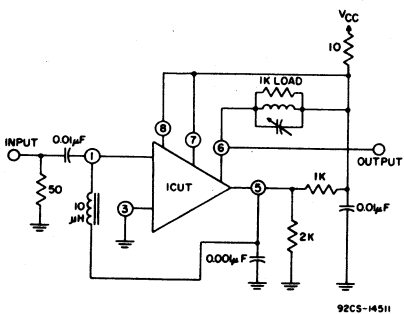 VCC
10
1K LOAD
8
7
6
INPUT
0.01µF
1
OUTPUT
ICUT
50
10
µH
3
5
1K
0.01µF
2K
0.001µF
92CS-14511